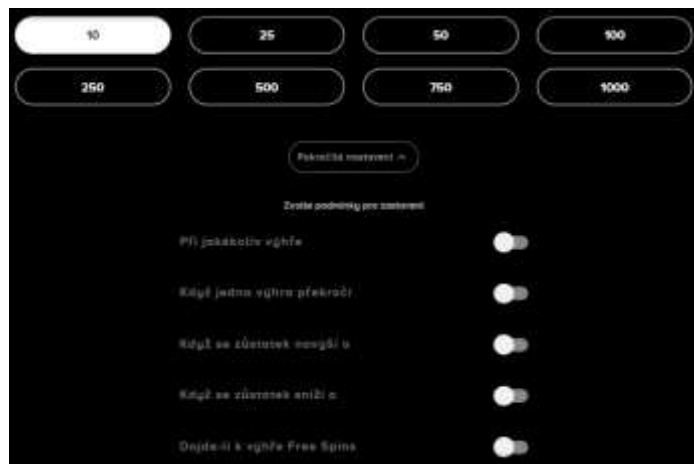 10 25 50 100
250 500 750 1000
Pokročilá nastavení
Zvolte podmínky pro zastavení
Při jakékoliv výhře
Když jedna výhra překročí
Když se zůstatek navýší o
Když se zůstatek sníží o
Dojde-li k výhře Free Spins